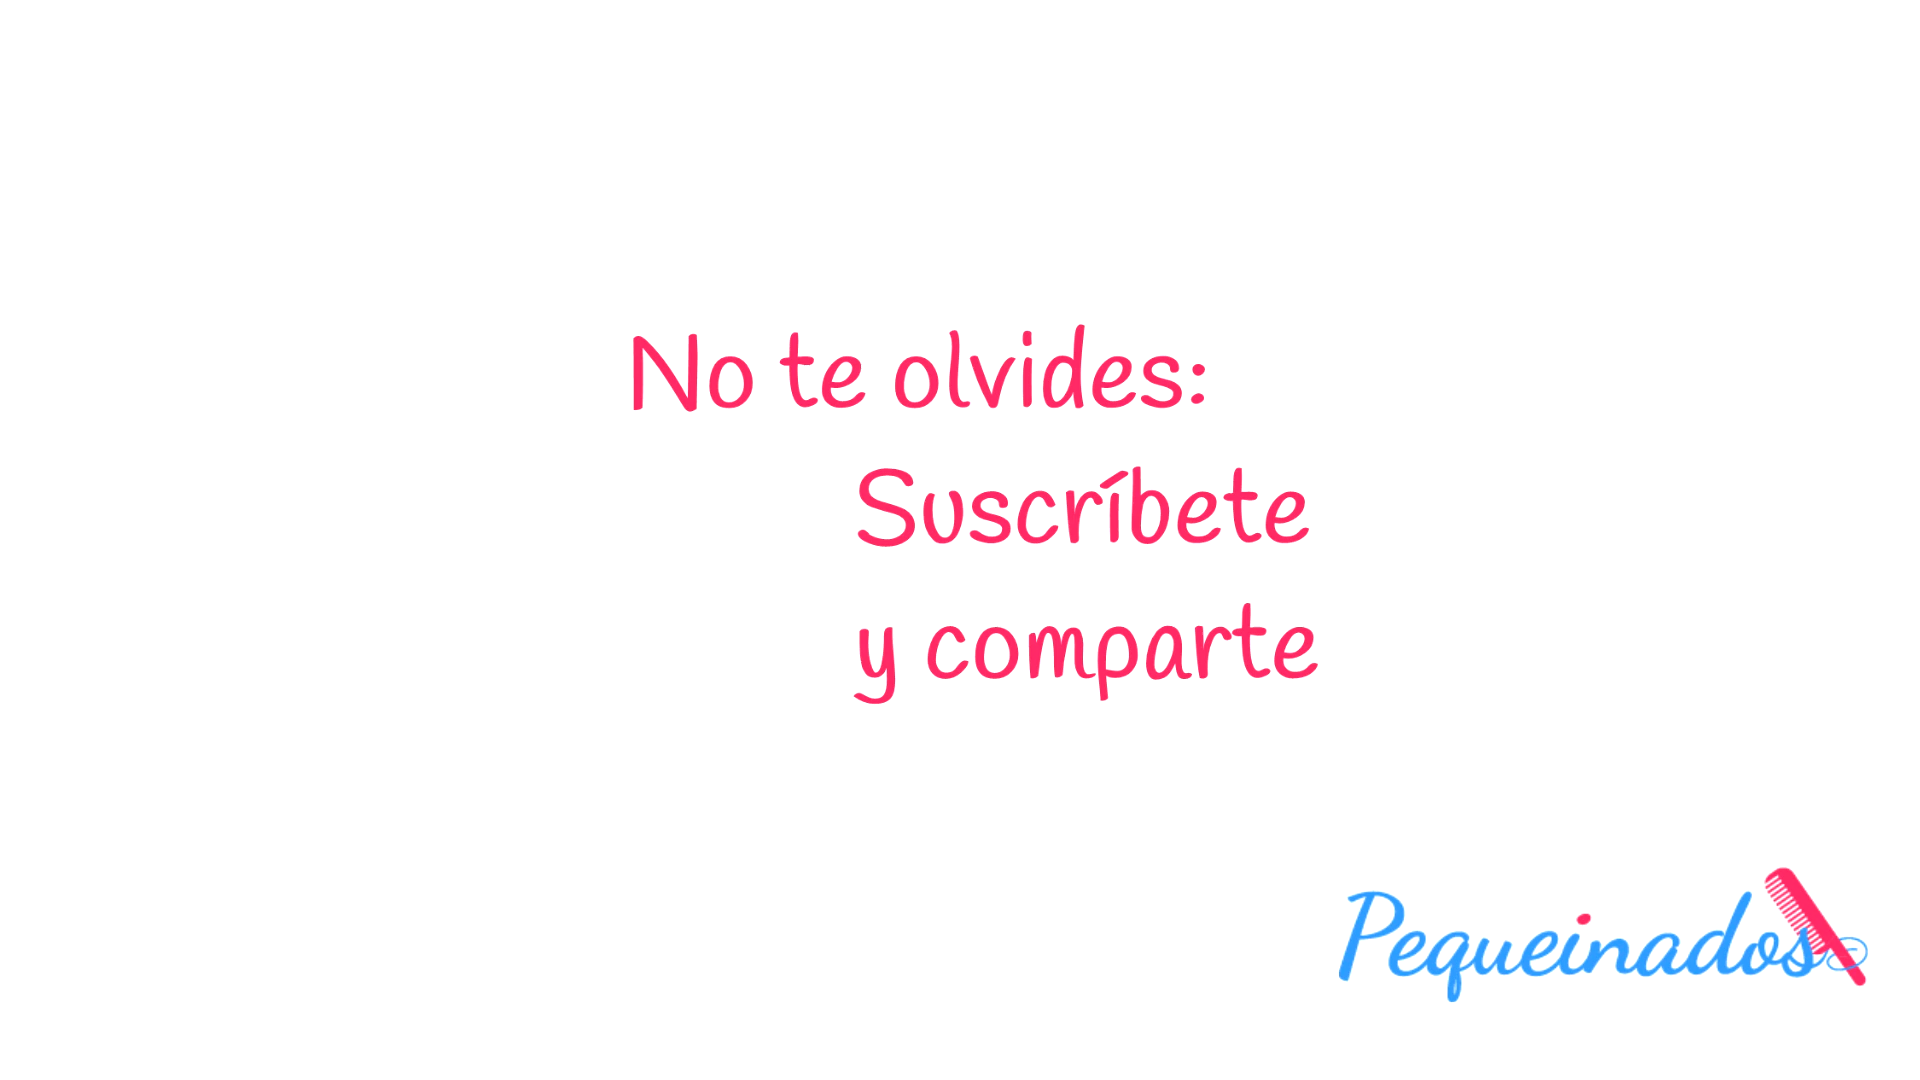 No te olvides:
Suscríbete
y comparte
Pequeinados